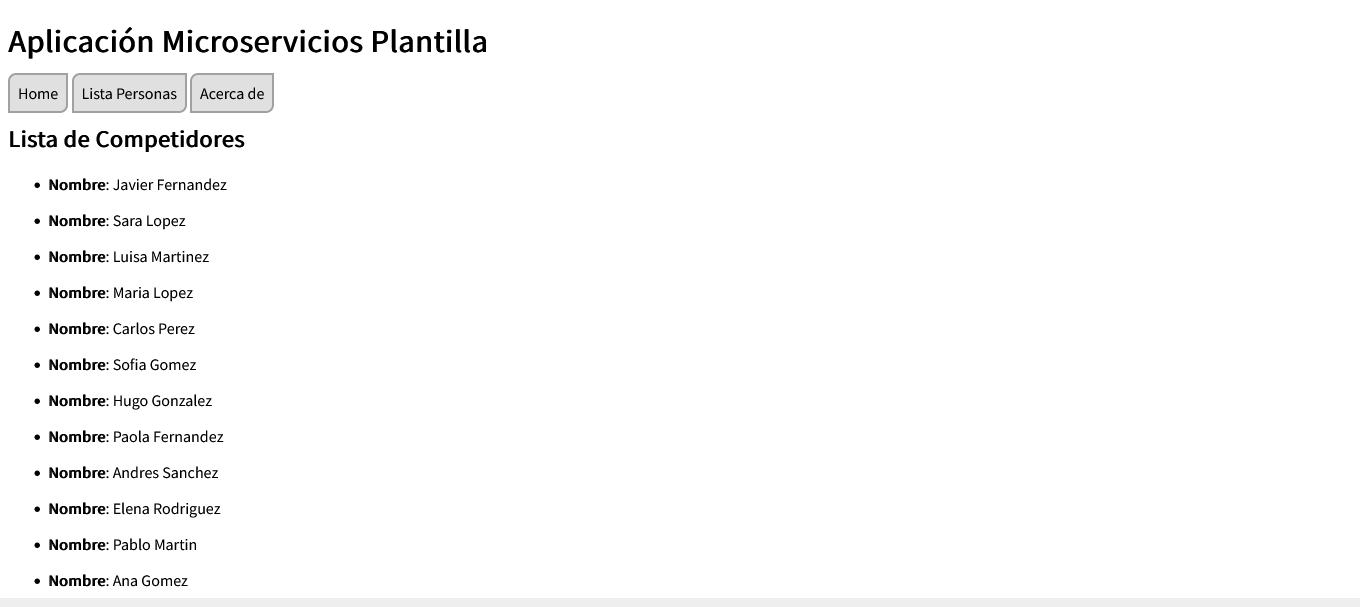 Aplicación Microservicios Plantilla
Home Lista Personas Acerca de
Lista de Competidores
• Nombre: Javier Fernandez
• Nombre: Sara Lopez
• Nombre: Luisa Martinez
• Nombre: Maria Lopez
• Nombre: Carlos Perez
• Nombre: Sofia Gomez
• Nombre: Hugo Gonzalez
• Nombre: Paola Fernandez
• Nombre: Andres Sanchez
• Nombre: Elena Rodriguez
• Nombre: Pablo Martin
• Nombre: Ana Gomez